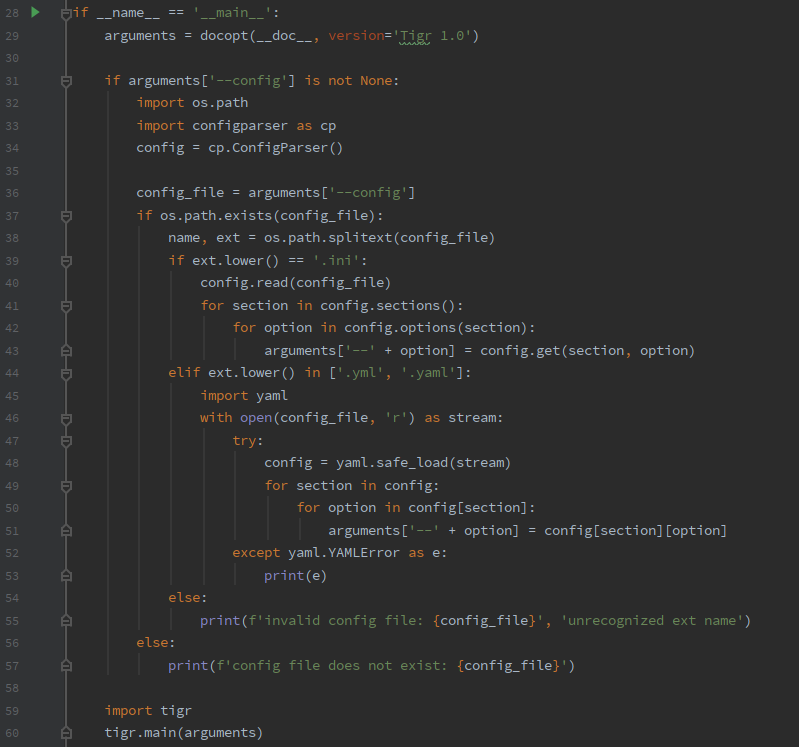 28 if __name__ == '__main__':
29     arguments = docopt(__doc__, version='Tigr 1.0')
30
31     if arguments['--config'] is not None:
32         import os.path
33         import configparser as cp
34         config = cp.ConfigParser()
35
36         config_file = arguments['--config']
37         if os.path.exists(config_file):
38             name, ext = os.path.splitext(config_file)
39             if ext.lower() == '.ini':
40                 config.read(config_file)
41                 for section in config.sections():
42                     for option in config.options(section):
43                         arguments['--' + option] = config.get(section, option)
44             elif ext.lower() in ['.yml', '.yaml']:
45                 import yaml
46                 with open(config_file, 'r') as stream:
47                     try:
48                         config = yaml.safe_load(stream)
49                         for section in config:
50                             for option in config[section]:
51                                 arguments['--' + option] = config[section][option]
52                     except yaml.YAMLError as e:
53                         print(e)
54             else:
55                 print(f'invalid config file: {config_file}', 'unrecognized ext name')
56         else:
57             print(f'config file does not exist: {config_file}')
58
59     import tigr
60     tigr.main(arguments)